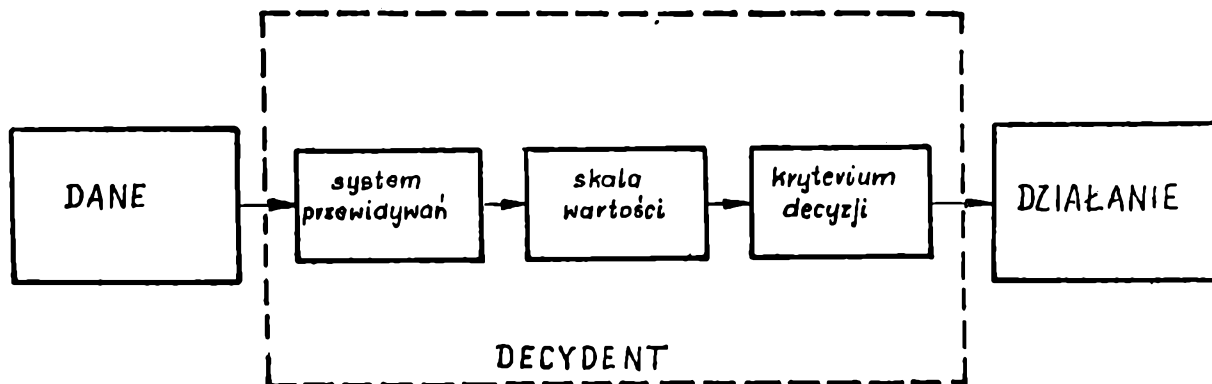 DANE
system
przewidywań
skala
wartości
kryterium
decyzji
DZIAŁANIE
DECYDENT